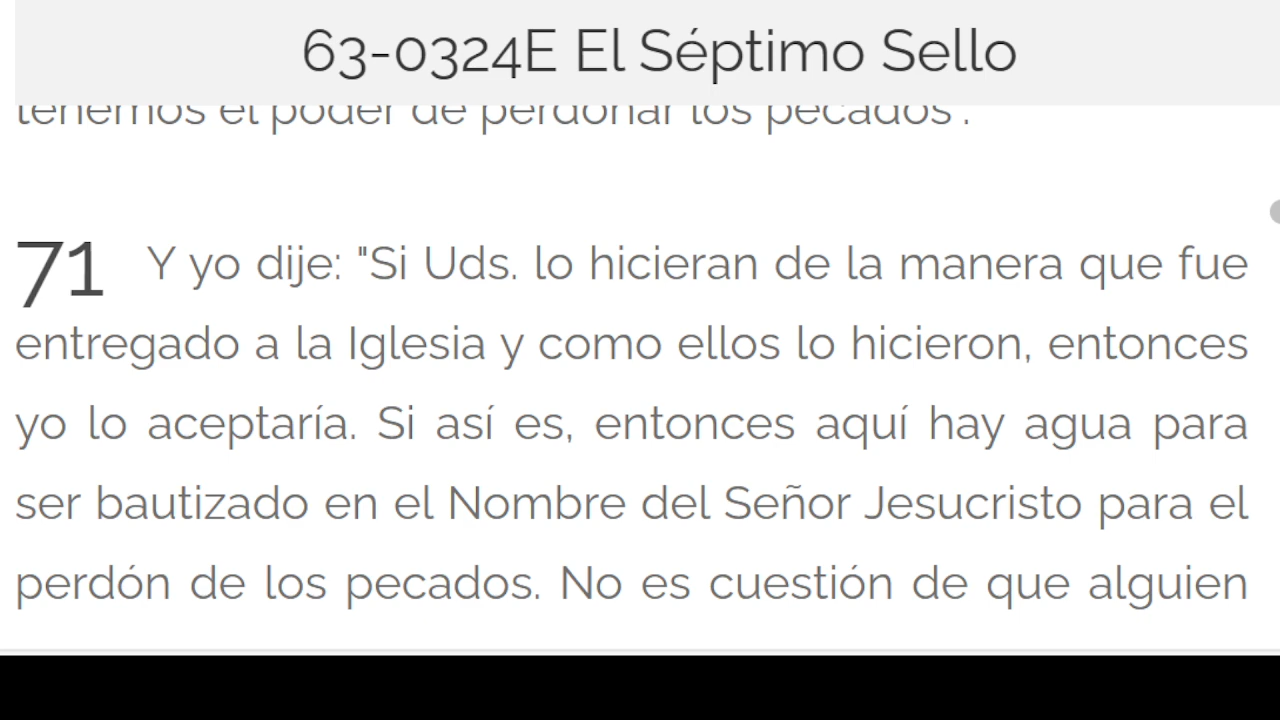 63-0324E El Séptimo Sello
tenemos el poder de perdonar los pecados".
71 Y yo dije: "Si Uds. lo hicieran de la manera que fue
entregado a la Iglesia y como ellos lo hicieron, entonces
yo lo aceptaría. Si así es, entonces aquí hay agua para
ser bautizado en el Nombre del Señor Jesucristo para el
perdón de los pecados. No es cuestión de que alguien